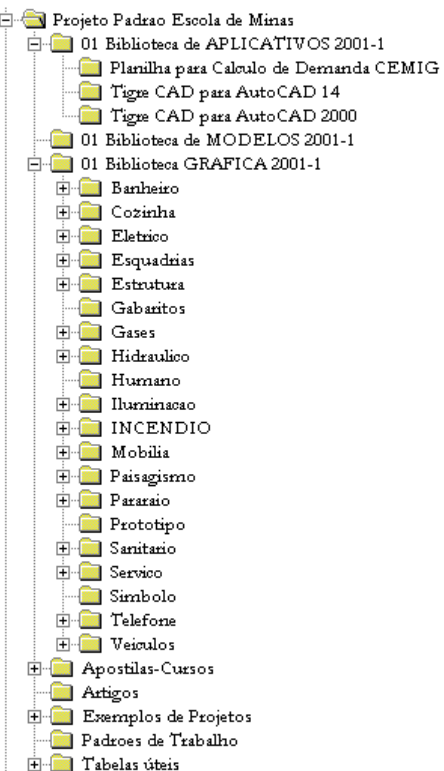 Projeto Padrao Escola de Minas
01 Biblioteca de APLICATIVOS 2001-1
Planilha para Calculo de Demanda CEMIG
Tigre CAD para AutoCAD 14
Tigre CAD para AutoCAD 2000
01 Biblioteca de MODELOS 2001-1
01 Biblioteca GRAFICA 2001-1
Banheiro
Cozinha
Eletrico
Esquadrias
Estrutura
Gabaritos
Gases
Hidraulico
Humano
Iluminacao
INCENDIO
Mobilia
Paisagismo
Pararaio
Prototipo
Sanitario
Servico
Simbolo
Telefone
Veiculos
Apostilas-Cursos
Artigos
Exemplos de Projetos
Padroes de Trabalho
Tabelas úteis